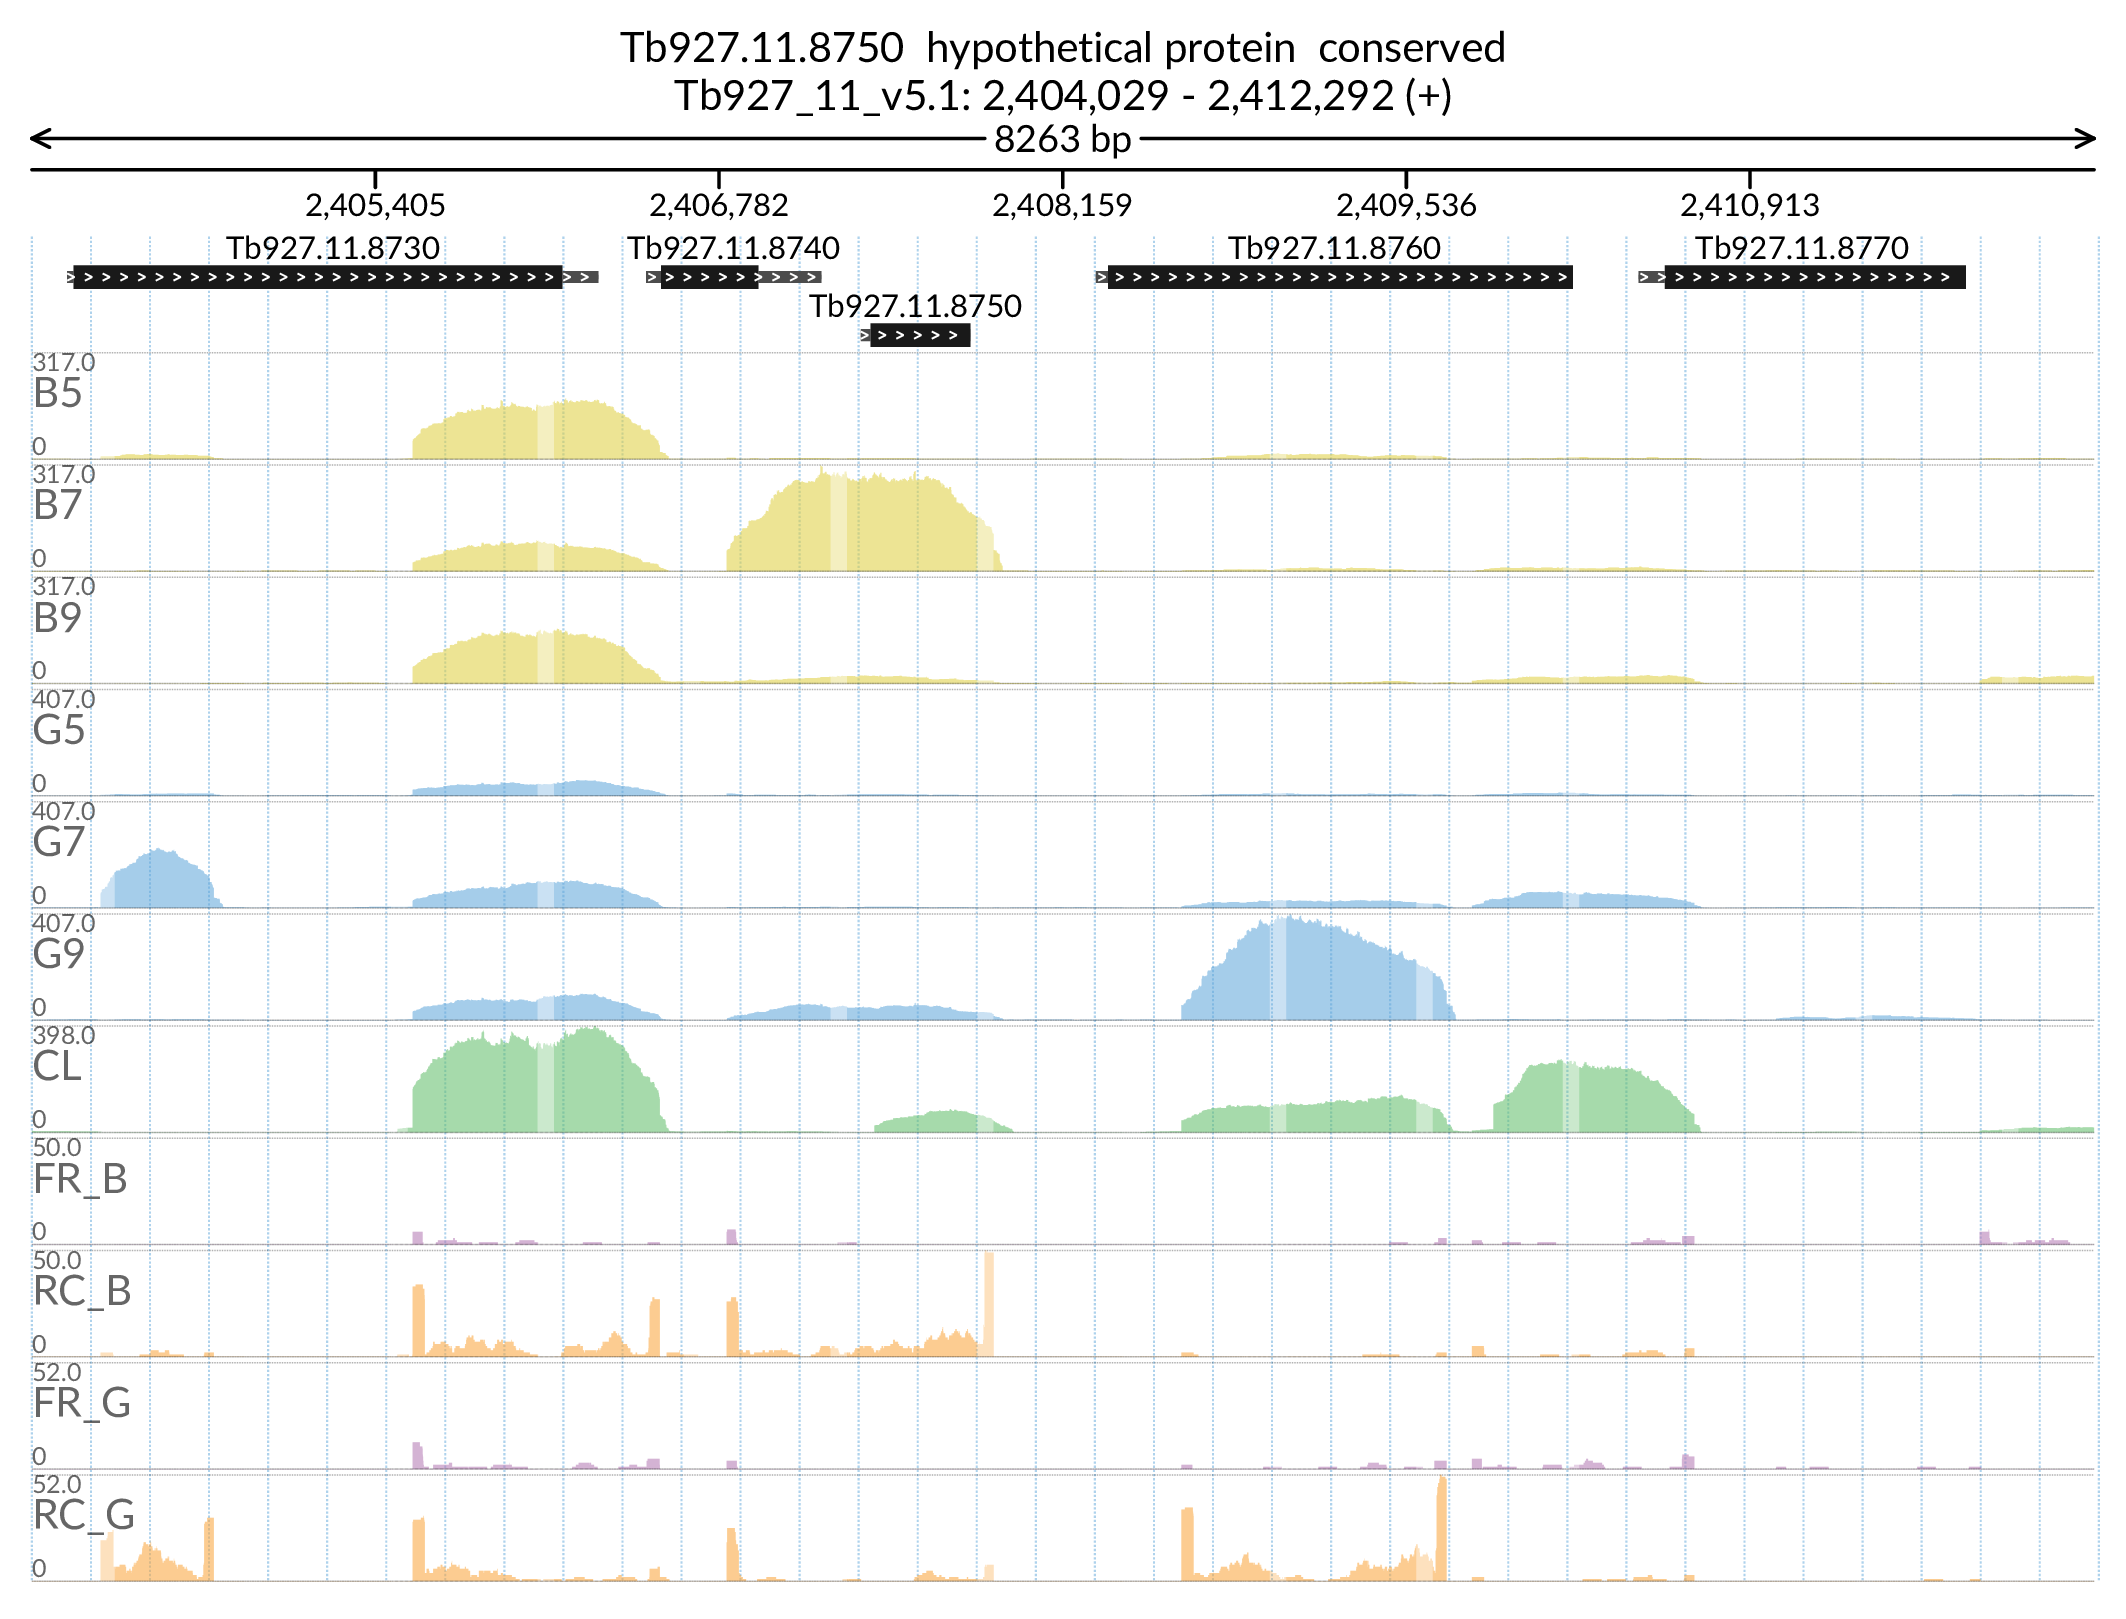 Tb927.11.8750 hypothetical protein conserved
Tb927_11_v5.1: 2,404,029 - 2,412,292 (+)
8263 bp
2,405,405 2,406,782 2,408,159 2,409,536 2,410,913
Tb927.11.8730 Tb927.11.8740 Tb927.11.8760 Tb927.11.8770
Tb927.11.8750
317.0
B5
0
317.0
B7
0
317.0
B9
0
407.0
G5
0
407.0
G7
0
407.0
G9
0
398.0
CL
0
50.0
FR_B
0
50.0
RC_B
0
52.0
FR_G
0
52.0
RC_G
0